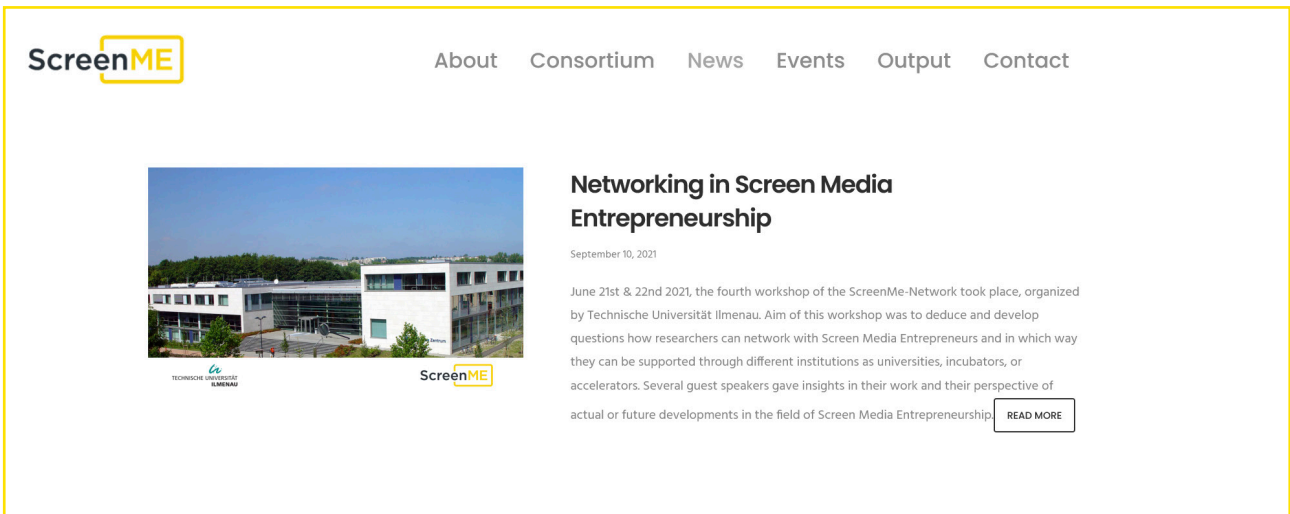 ScreenME
About Consortium News Events Output Contact
Networking in Screen Media
Entrepreneurship
September 10, 2021
June 21st & 22nd 2021, the fourth workshop of the ScreenMe-Network took place, organized
by Technische Universität Ilmenau. Aim of this workshop was to deduce and develop
questions how researchers can network with Screen Media Entrepreneurs and in which way
they can be supported through different institutions as universities, incubators, or
accelerators. Several guest speakers gave insights in their work and their perspective of
actual or future developments in the field of Screen Media Entrepreneurship.
READ MORE
Zentrum
TECHNISCHE UNIVERSITÄT
ILMENAU
ScreenME